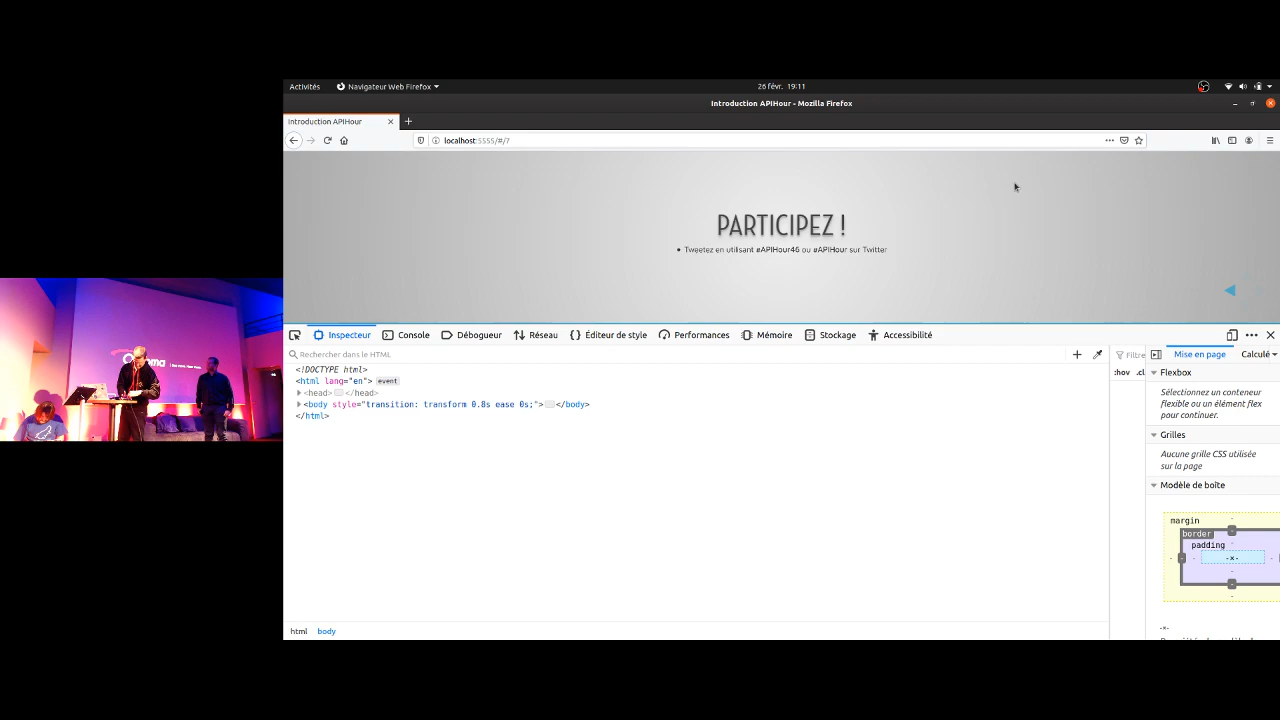 Activités
Navigateur Web Firefox
26 févr. 19:11
Introduction APIHour - Mozilla Firefox
Introduction APIHour
localhost:5555/#/7
PARTICIPEZ !
• Tweetez en utilisant #APIHour46 ou #APIHour sur Twitter
Inspecteur
Console
Débogueur
Réseau
Éditeur de style
Performances
Mémoire
Stockage
Accessibilité
Rechercher dans le HTML
Filtre
Mise en page
Calculé
<!DOCTYPE html>
<html lang="en"> event
<head> </head>
<body style="transition: transform 0.8s ease 0s;"> </body>
</html>
:hov .cl
Flexbox
Sélectionnez un conteneur
flexible ou un élément flex
pour continuer.
Grilles
Aucune grille CSS utilisée
sur la page
Modèle de boîte
margin
border
padding
html body